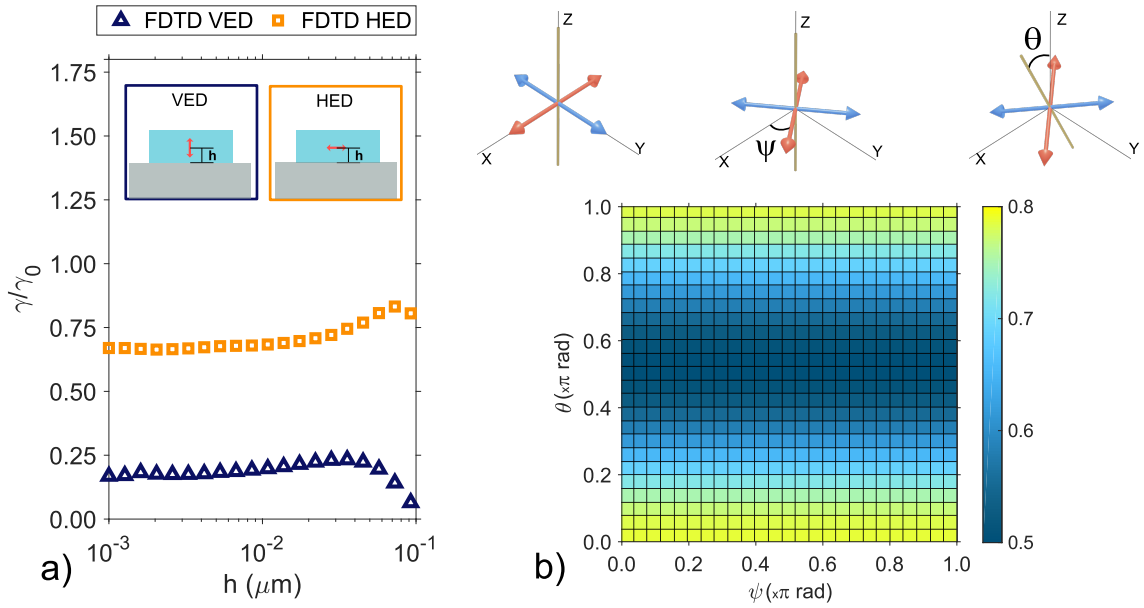 FDTD VED FDTD HED
1.75
1.50
1.25
1.00
0.75
0.50
0.25
0.00
γ/γ0
VED
h
HED
h
10^-3 10^-2 10^-1
h (μm)
a)
Z
X Y
Z
X ψ Y
θ Z
X Y
1.0
0.8
0.6
0.4
0.2
0.0
θ (×π rad)
0.0 0.2 0.4 0.6 0.8 1.0
ψ (×π rad)
0.8
0.7
0.6
0.5
b)